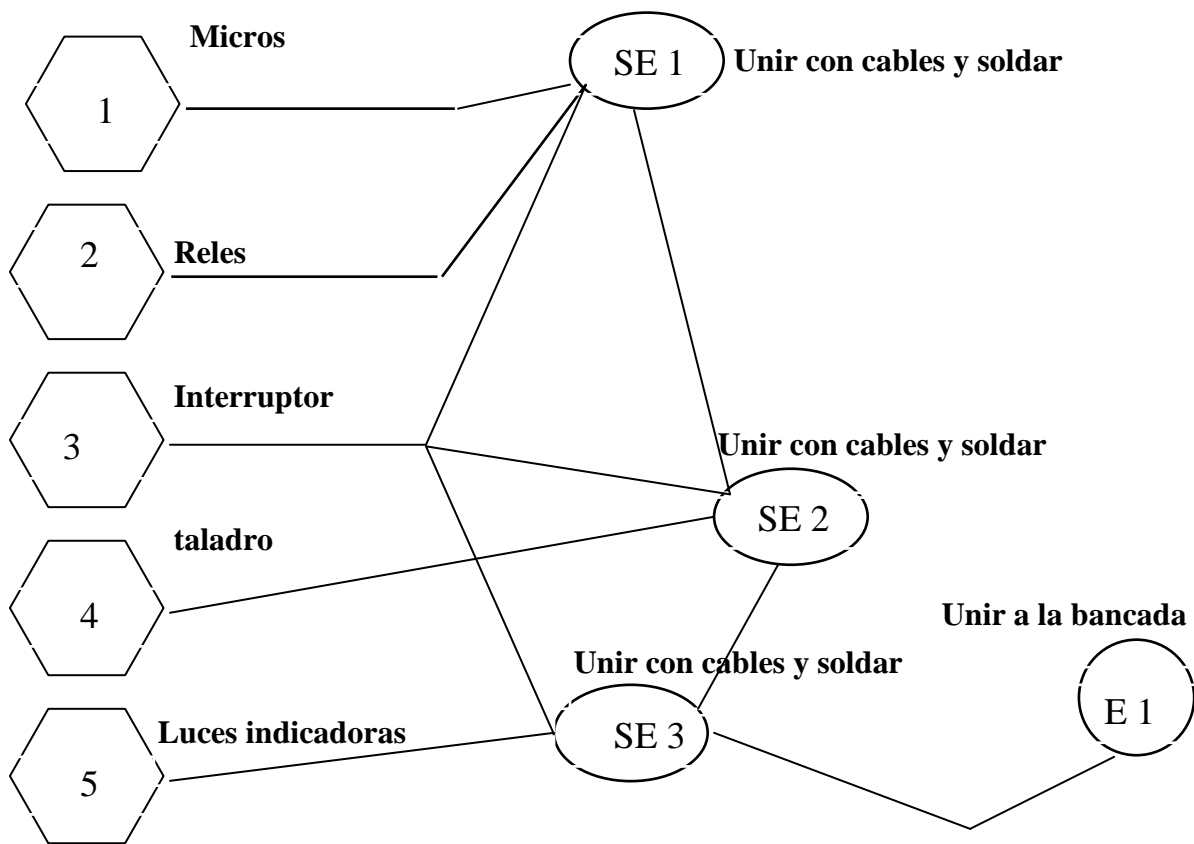 Micros
SE 1
Unir con cables y soldar
1
2
Reles
3
Interruptor
Unir con cables y soldar
SE 2
taladro
4
Unir a la bancada
E 1
Unir con cables y soldar
SE 3
Luces indicadoras
5